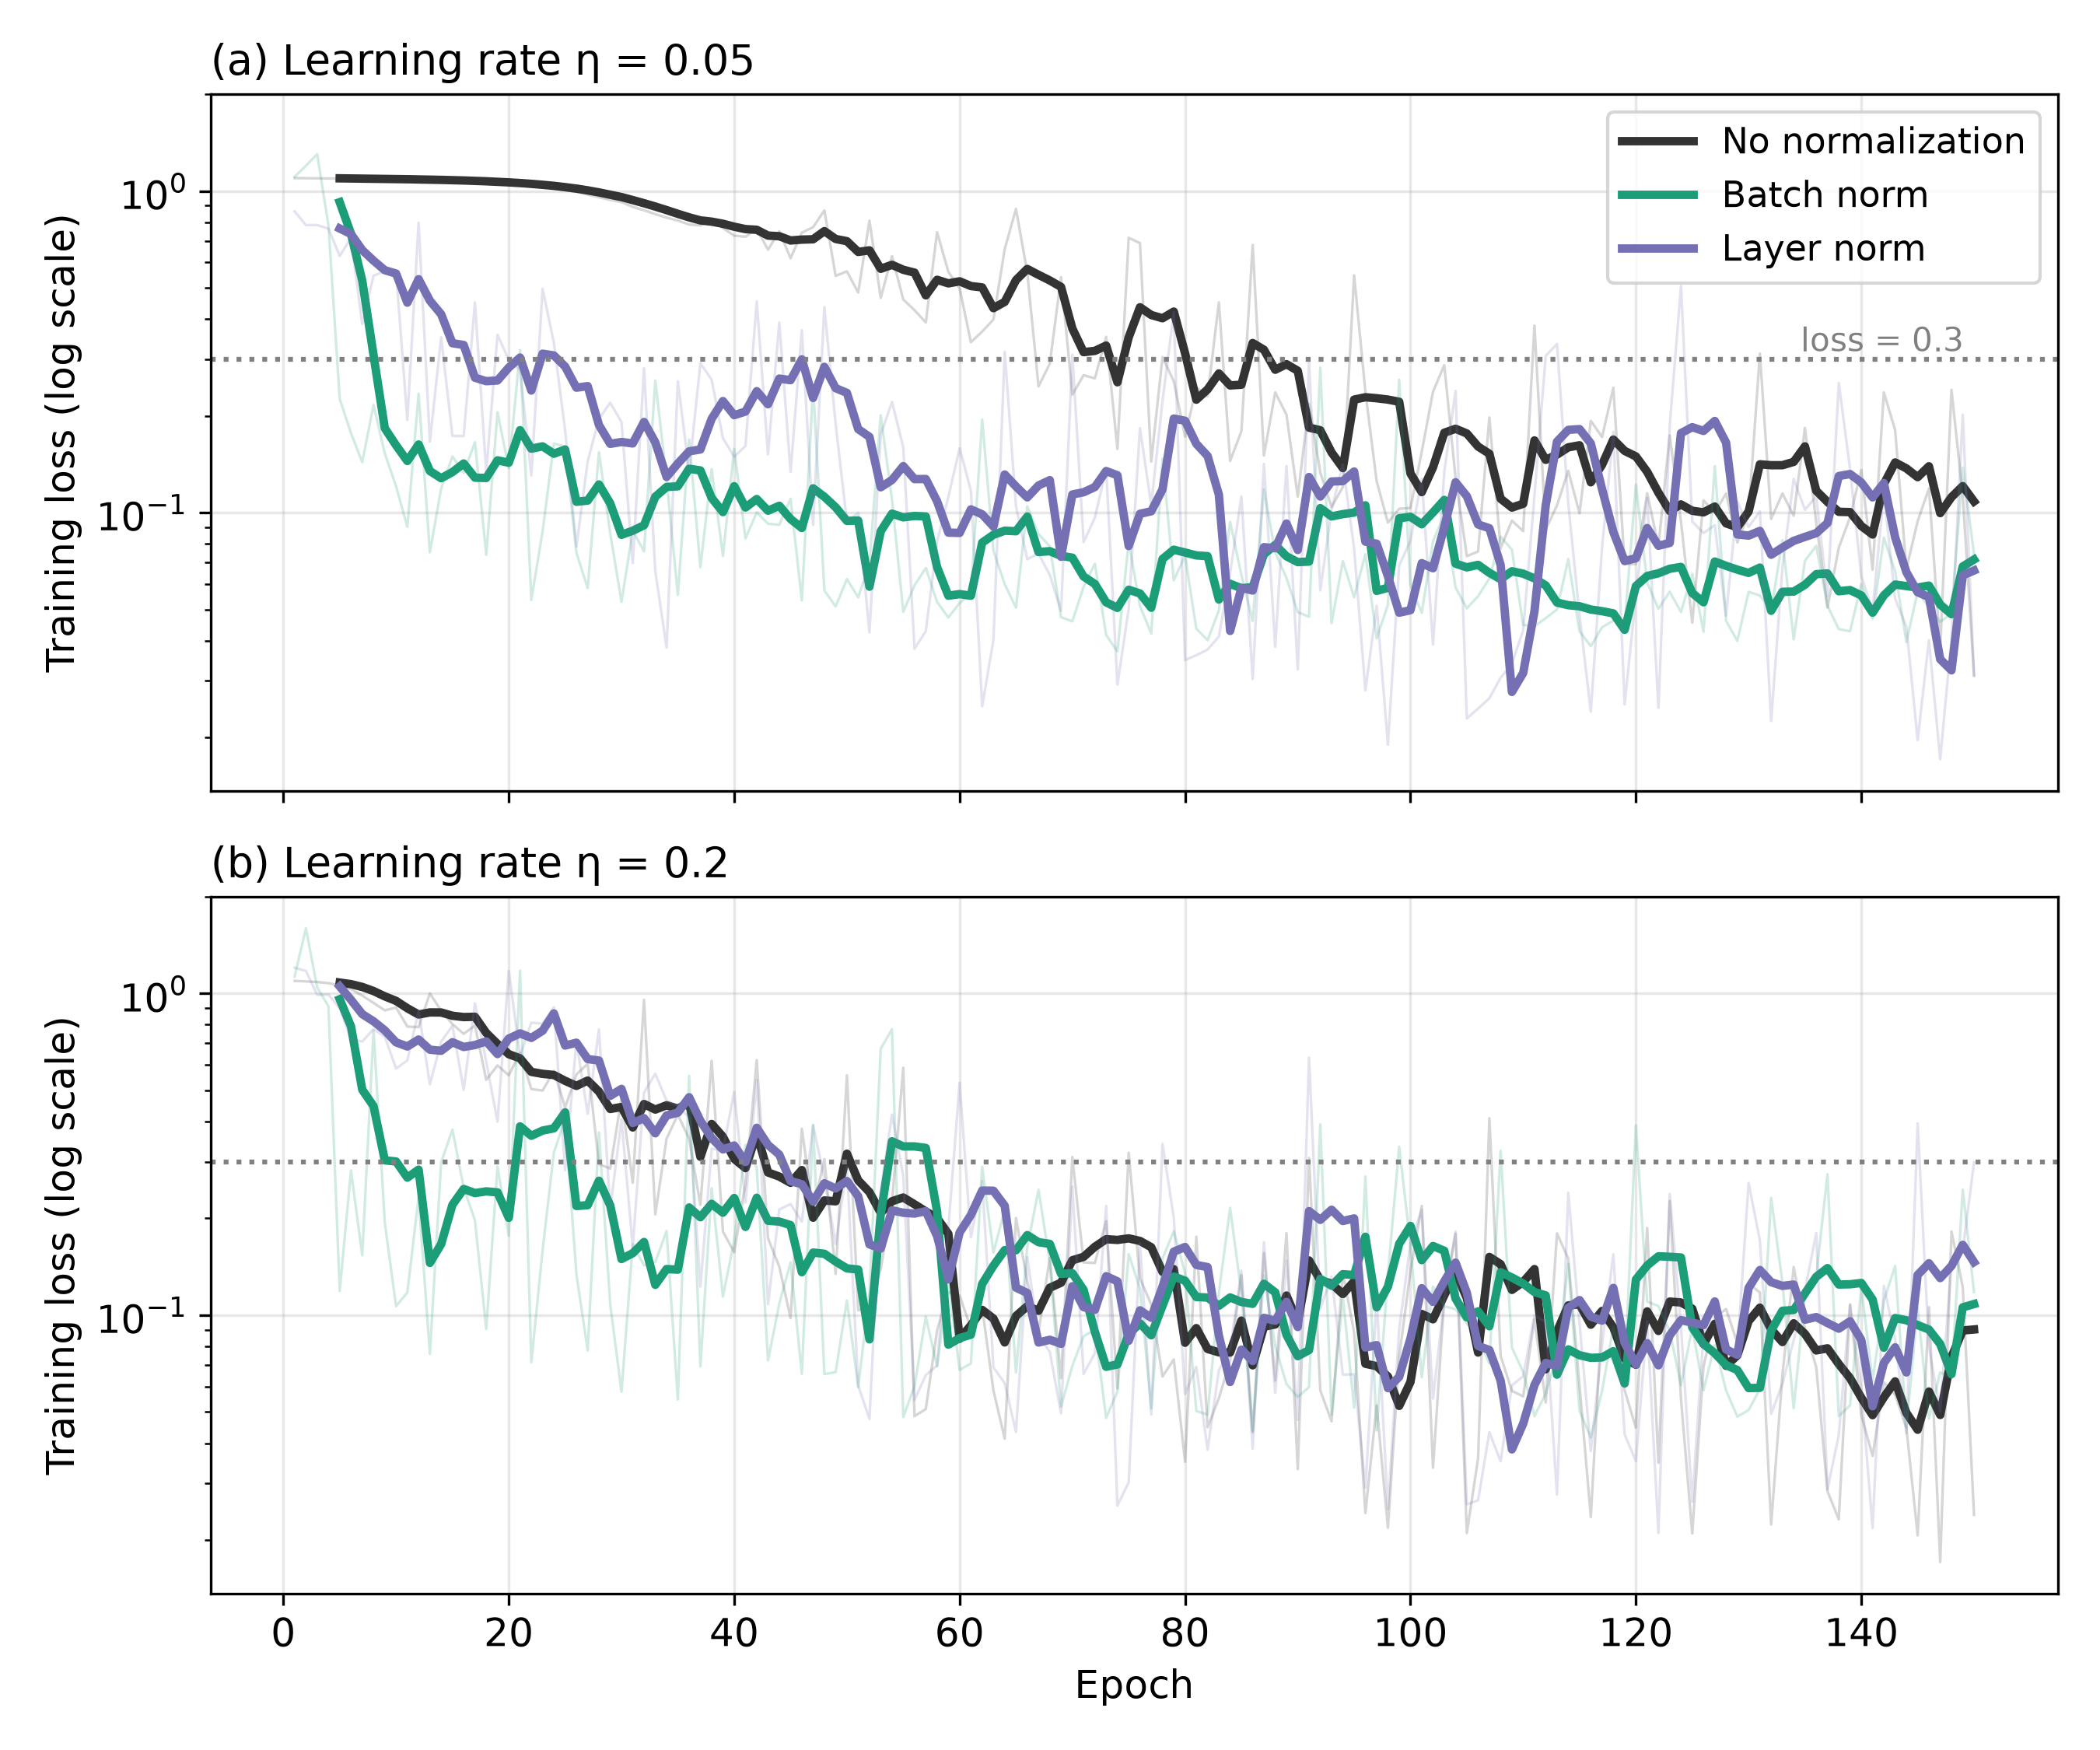 (a) Learning rate η = 0.05
Training loss (log scale)
10⁰
10⁻¹
No normalization
Batch norm
Layer norm
loss = 0.3
(b) Learning rate η = 0.2
Training loss (log scale)
10⁰
10⁻¹
0 20 40 60 80 100 120 140
Epoch